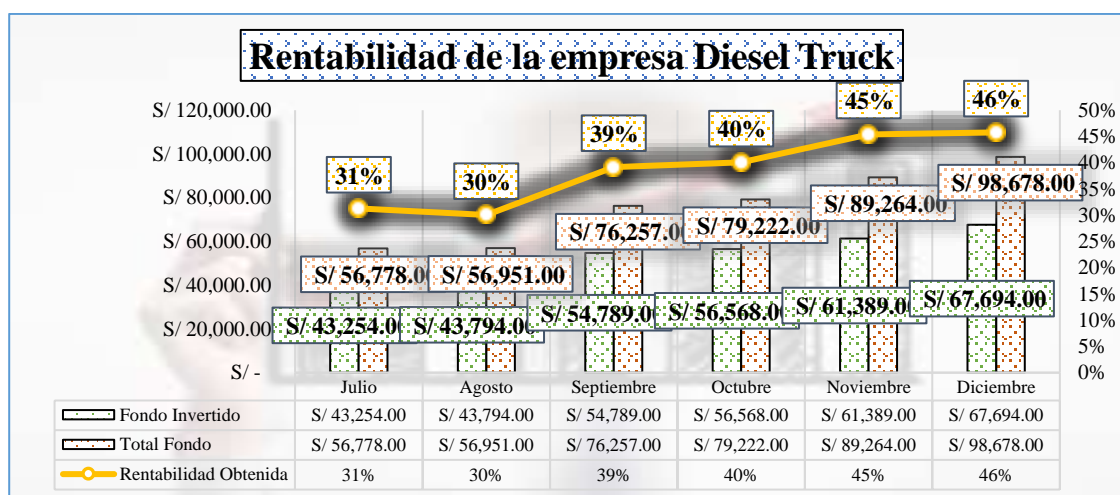 Rentabilidad de la empresa Diesel Truck
S/ 120,000.00
S/ 100,000.00
S/ 80,000.00
S/ 60,000.00
S/ 40,000.00
S/ 20,000.00
S/ -
50%
45%
40%
35%
30%
25%
20%
15%
10%
5%
0%
31%
30%
39%
40%
45%
46%
S/ 56,778.00
S/ 56,951.00
S/ 76,257.00
S/ 79,222.00
S/ 89,264.00
S/ 98,678.00
S/ 43,254.00
S/ 43,794.00
S/ 54,789.00
S/ 56,568.00
S/ 61,389.00
S/ 67,694.00
Julio Agosto Septiembre Octubre Noviembre Diciembre
Fondo Invertido S/ 43,254.00 S/ 43,794.00 S/ 54,789.00 S/ 56,568.00 S/ 61,389.00 S/ 67,694.00
Total Fondo S/ 56,778.00 S/ 56,951.00 S/ 76,257.00 S/ 79,222.00 S/ 89,264.00 S/ 98,678.00
Rentabilidad Obtenida 31% 30% 39% 40% 45% 46%